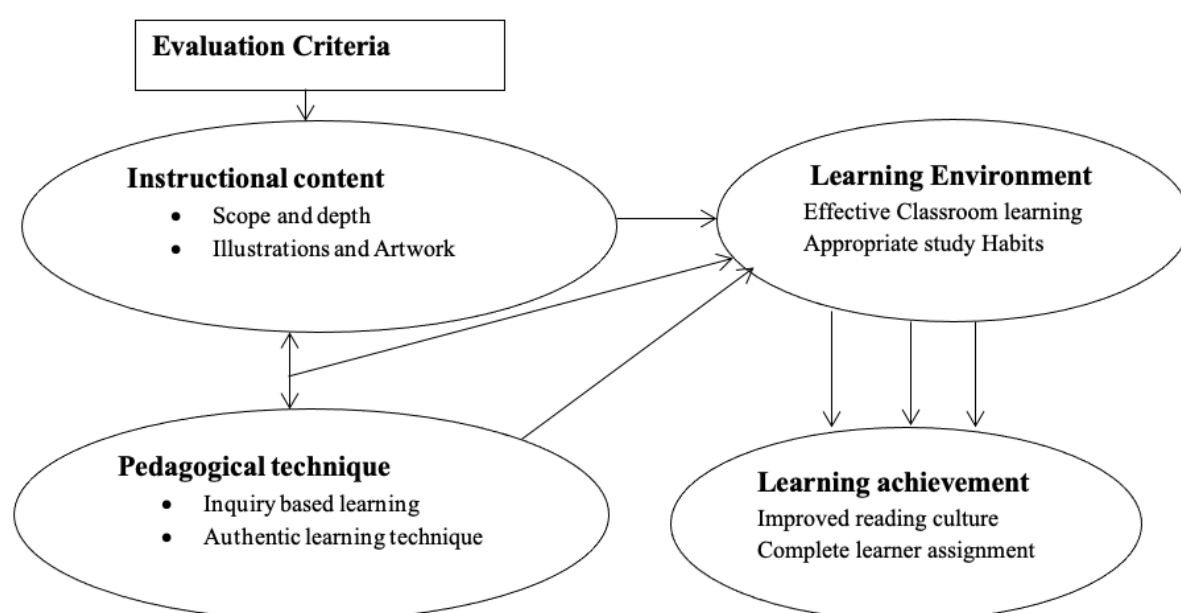 Evaluation Criteria
Instructional content
• Scope and depth
• Illustrations and Artwork
Learning Environment
Effective Classroom learning
Appropriate study Habits
Pedagogical technique
• Inquiry based learning
• Authentic learning technique
Learning achievement
Improved reading culture
Complete learner assignment